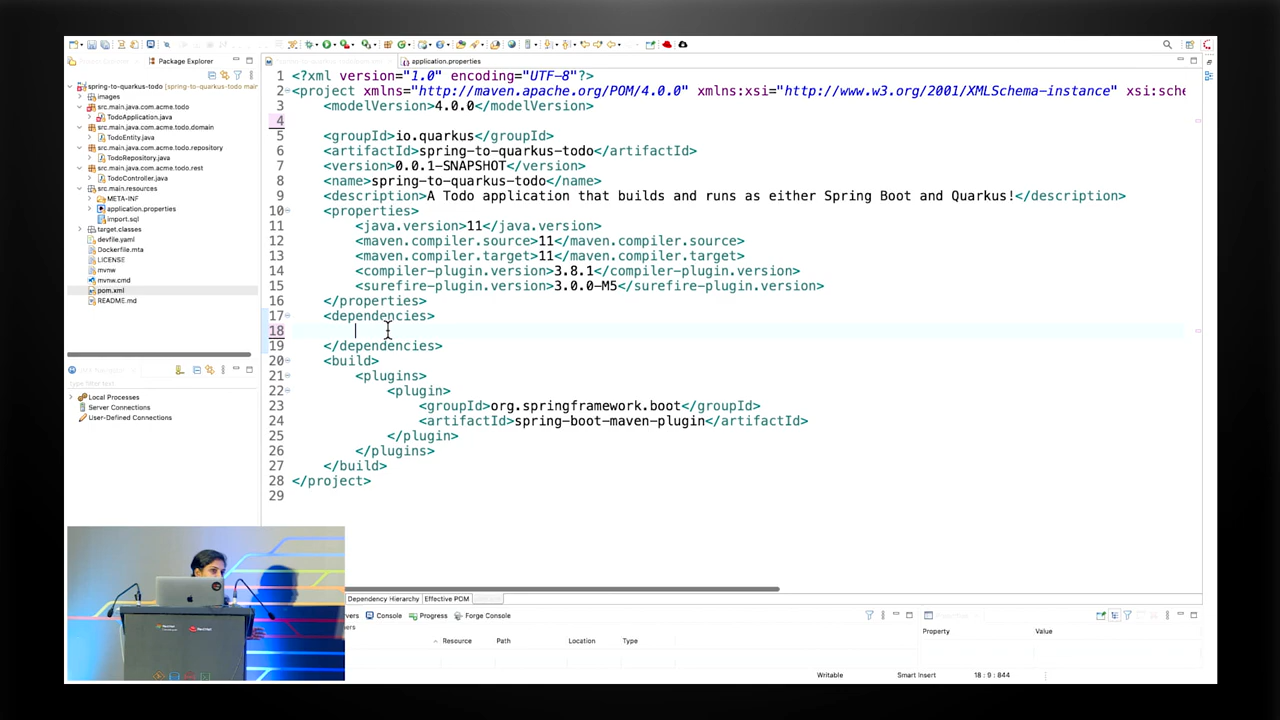 Package Explorer
application.properties
spring-to-quarkus-todo [spring-to-quarkus-todo main
images
src.main.java.com.acme.todo
TodoApplication.java
src.main.java.com.acme.todo.domain
TodoEntity.java
src.main.java.com.acme.todo.repository
TodoRepository.java
src.main.java.com.acme.todo.rest
TodoController.java
src.main.resources
META-INF
application.properties
import.sql
target.classes
devfile.yaml
Dockerfile.mta
LICENSE
mvnw
mvnw.cmd
pom.xml
README.md
type filter text
Local Processes
Server Connections
User-Defined Connections
1 <?xml version="1.0" encoding="UTF-8"?>
2 <project xmlns="http://maven.apache.org/POM/4.0.0" xmlns:xsi="http://www.w3.org/2001/XMLSchema-instance" xsi:sche
3 <modelVersion>4.0.0</modelVersion>
4
5 <groupId>io.quarkus</groupId>
6 <artifactId>spring-to-quarkus-todo</artifactId>
7 <version>0.0.1-SNAPSHOT</version>
8 <name>spring-to-quarkus-todo</name>
9 <description>A Todo application that builds and runs as either Spring Boot and Quarkus!</description>
10 <properties>
11 <java.version>11</java.version>
12 <maven.compiler.source>11</maven.compiler.source>
13 <maven.compiler.target>11</maven.compiler.target>
14 <compiler-plugin.version>3.8.1</compiler-plugin.version>
15 <surefire-plugin.version>3.0.0-M5</surefire-plugin.version>
16 </properties>
17 <dependencies>
18
19 </dependencies>
20 <build>
21 <plugins>
22 <plugin>
23 <groupId>org.springframework.boot</groupId>
24 <artifactId>spring-boot-maven-plugin</artifactId>
25 </plugin>
26 </plugins>
27 </build>
28 </project>
29
Dependency Hierarchy Effective POM
Console Progress Forge Console
Resource Path Location Type
Property Value
Writable Smart Insert 18 : 9 : 844